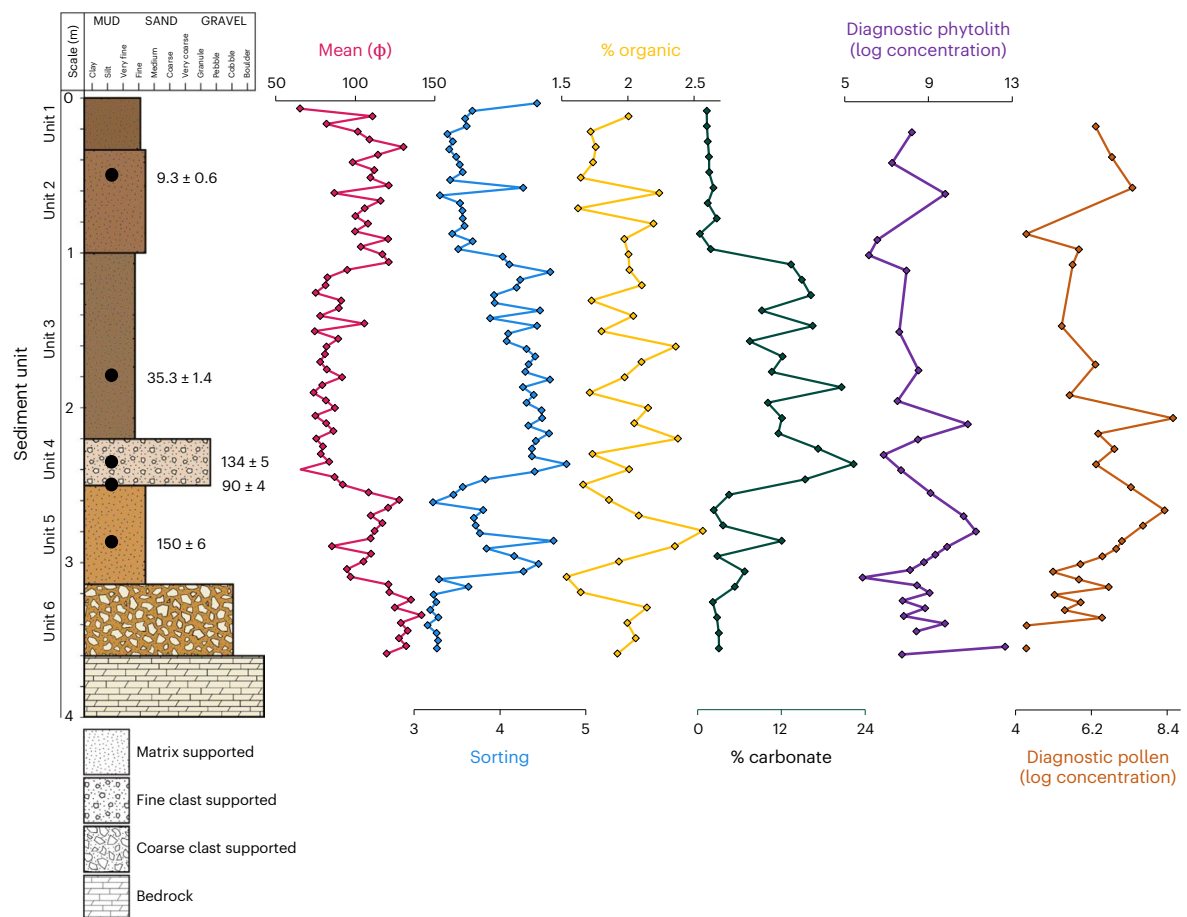 MUD SAND GRAVEL
Scale (m)
Clay
Silt
Very fine
Fine
Medium
Coarse
Very coarse
Granule
Pebble
Cobble
Boulder
Mean (ϕ)
50 100 150
% organic
1.5 2 2.5
Diagnostic phytolith
(log concentration)
5 9 13
Sediment unit
0
1
2
3
4
Unit 1
Unit 2
Unit 3
Unit 4
Unit 5
Unit 6
9.3 ± 0.6
35.3 ± 1.4
134 ± 5
90 ± 4
150 ± 6
3 4 5
Sorting
0 12 24
% carbonate
4 6.2 8.4
Diagnostic pollen
(log concentration)
Matrix supported
Fine clast supported
Coarse clast supported
Bedrock